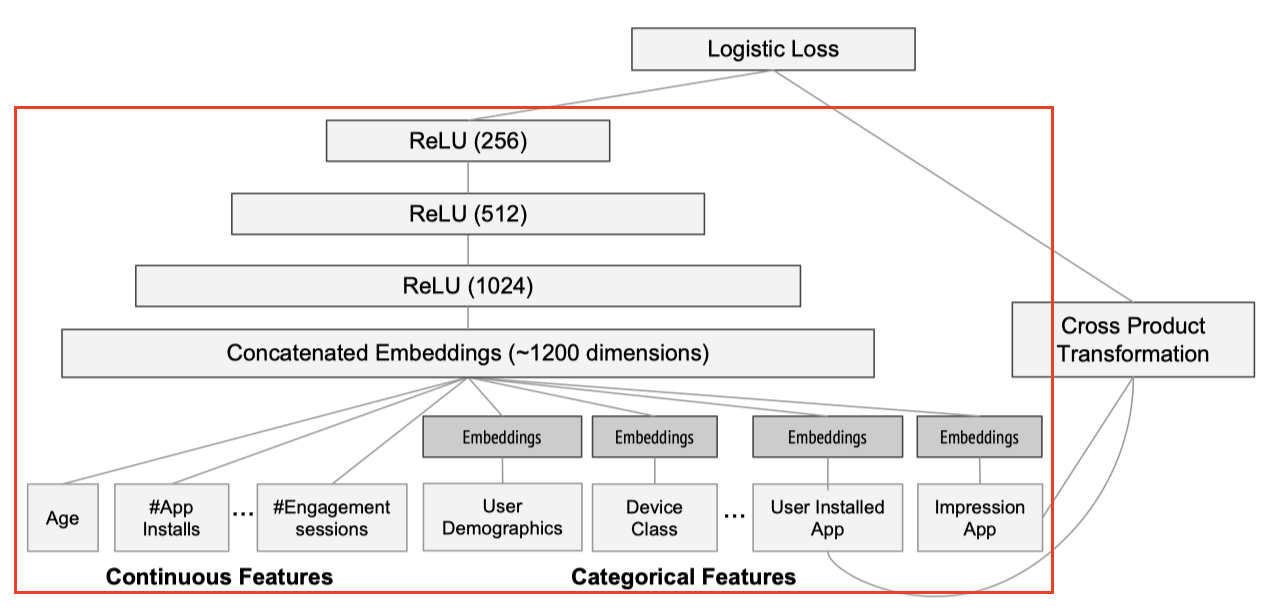 Logistic Loss
ReLU (256)
ReLU (512)
ReLU (1024)
Concatenated Embeddings (~1200 dimensions)
Cross Product
Transformation
Embeddings
Embeddings
Embeddings
Embeddings
Age
#App
Installs
...
#Engagement
sessions
User
Demographics
Device
Class
...
User Installed
App
Impression
App
Continuous Features
Categorical Features